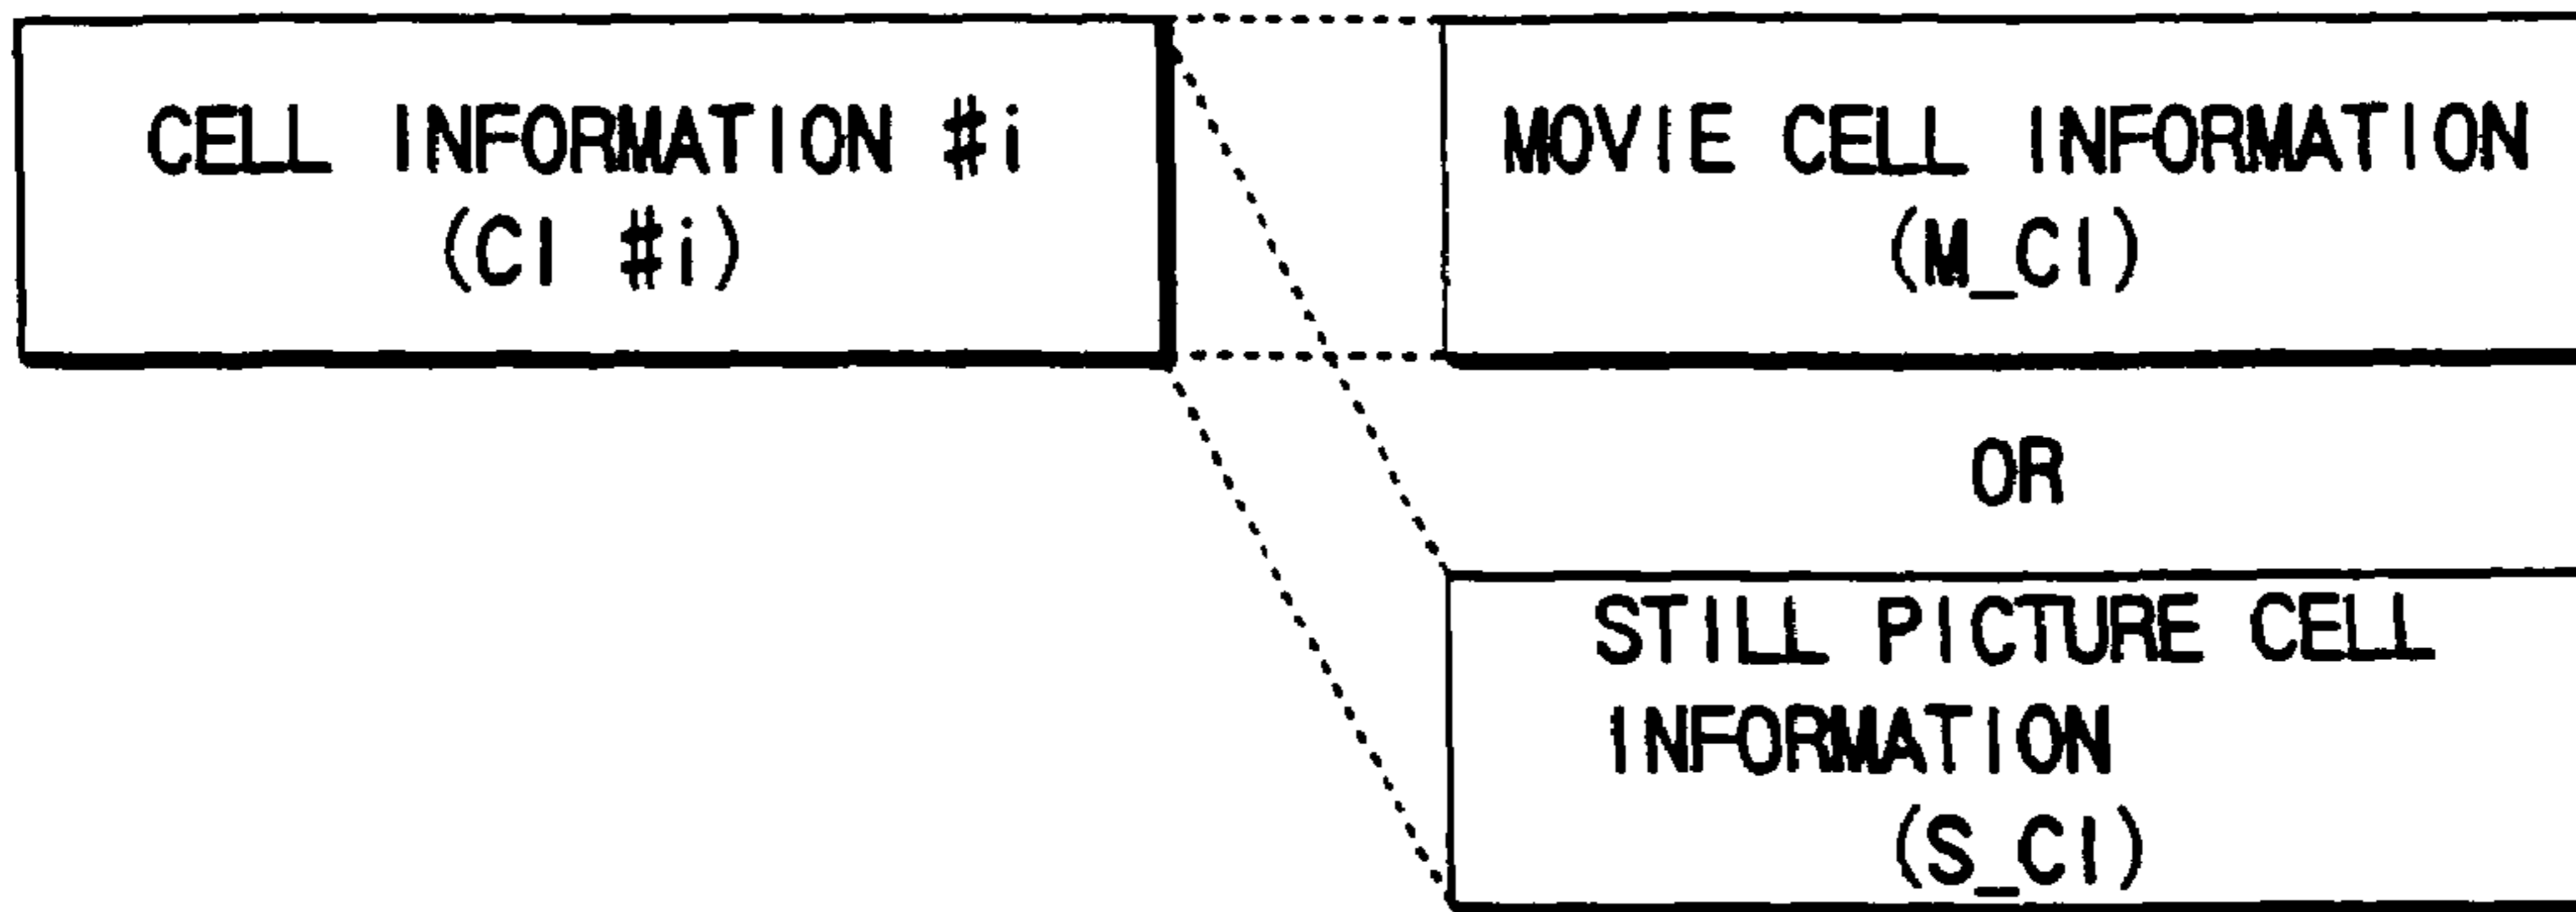 CELL INFORMATION #i
(CI #i)
MOVIE CELL INFORMATION
(M_CI)
OR
STILL PICTURE CELL
INFORMATION
(S_CI)